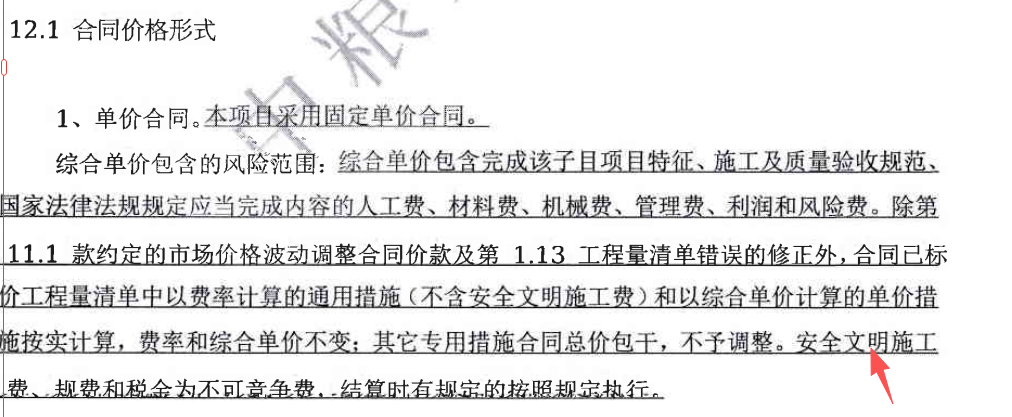 12.1 合同价格形式
中粮
1、单价合同。本项目采用固定单价合同。
综合单价包含的风险范围：综合单价包含完成该子目项目特征、施工及质量验收规范、
国家法律法规规定应当完成内容的人工费、材料费、机械费、管理费、利润和风险费。除第
11.1 款约定的市场价格波动调整合同价款及第 1.13 工程量清单错误的修正外，合同已标
价工程量清单中以费率计算的通用措施（不含安全文明施工费）和以综合单价计算的单价措
施按实计算，费率和综合单价不变；其它专用措施合同总价包干，不予调整。安全文明施工
费、规费和税金为不可竞争费，结算时有规定的按照规定执行。